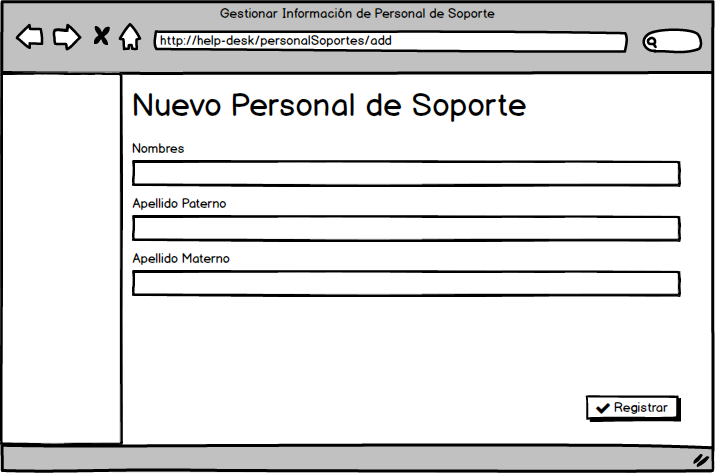 Gestionar Información de Personal de Soporte
http://help-desk/personalSoportes/add
Nuevo Personal de Soporte
Nombres
Apellido Paterno
Apellido Materno
Registrar